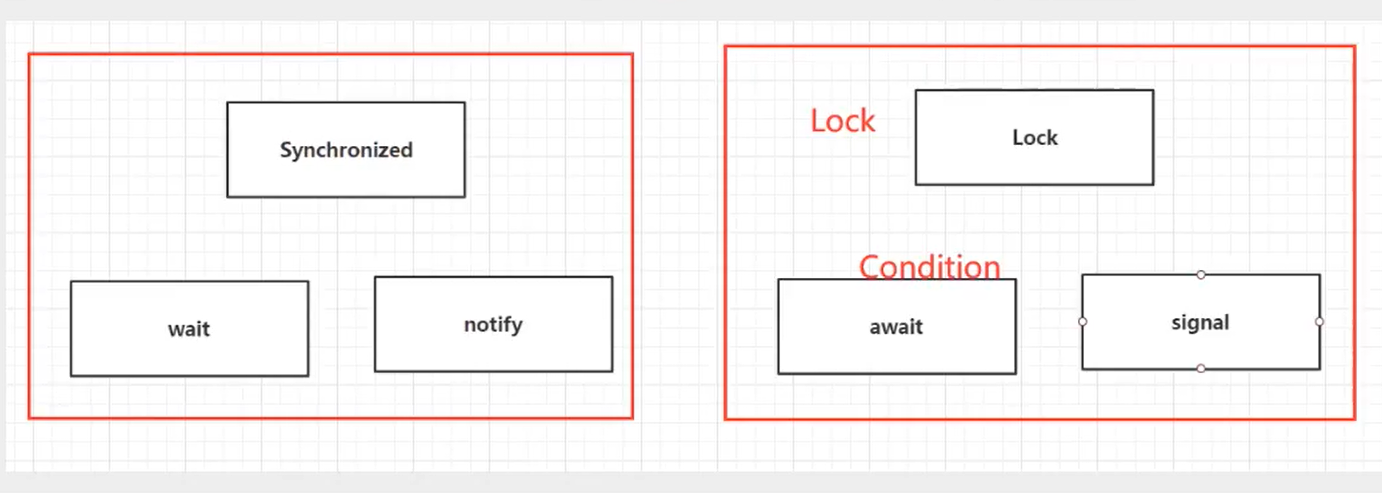 Synchronized
wait
notify
Lock
Lock
Condition
await
signal